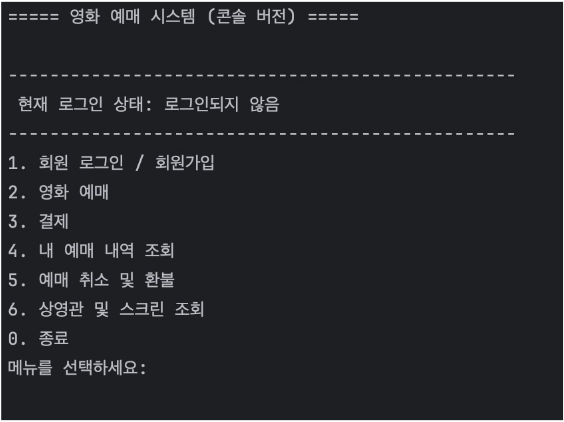 ===== 영화 예매 시스템 (콘솔 버전) =====
-------------------------------------------------
현재 로그인 상태: 로그인되지 않음
-------------------------------------------------
1. 회원 로그인 / 회원가입
2. 영화 예매
3. 결제
4. 내 예매 내역 조회
5. 예매 취소 및 환불
6. 상영관 및 스크린 조회
0. 종료
메뉴를 선택하세요: